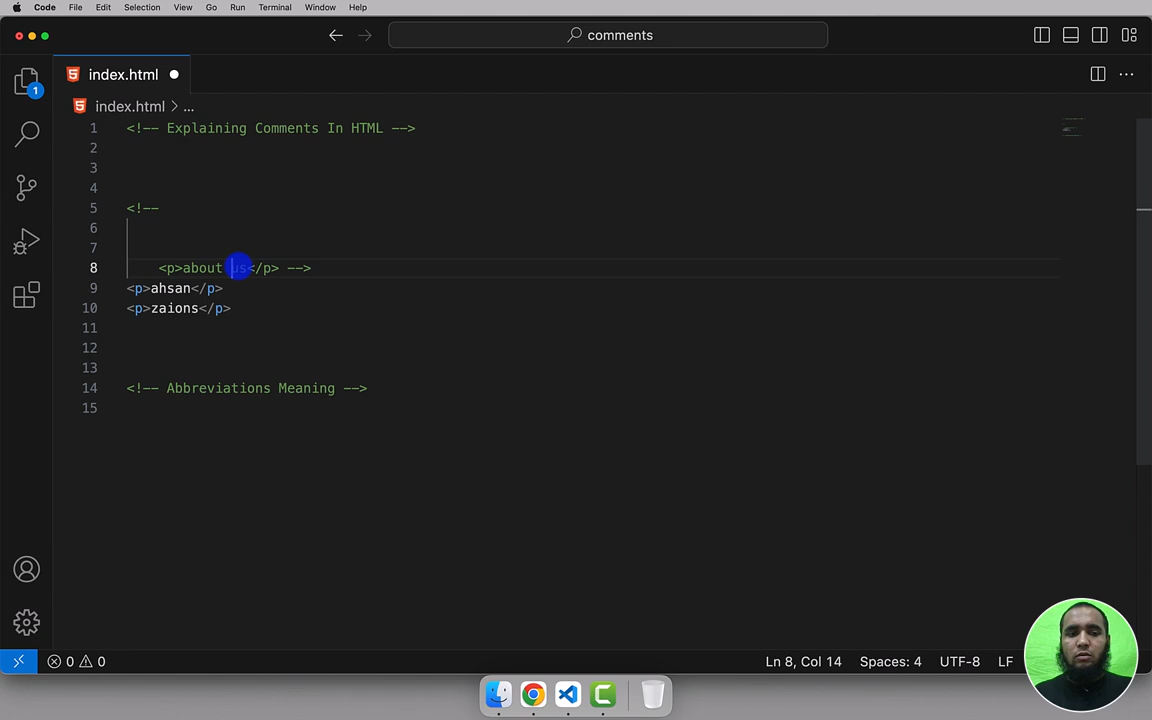 Code File Edit Selection View Go Run Terminal Window Help
comments
index.html
index.html > ...
1
1 <!-- Explaining Comments In HTML -->
2
3
4
5 <!--
6
7
8 <p>about us</p> -->
9 <p>ahsan</p>
10 <p>zaions</p>
11
12
13
14 <!-- Abbreviations Meaning -->
15
0 0 Ln 8, Col 14 Spaces: 4 UTF-8 LF